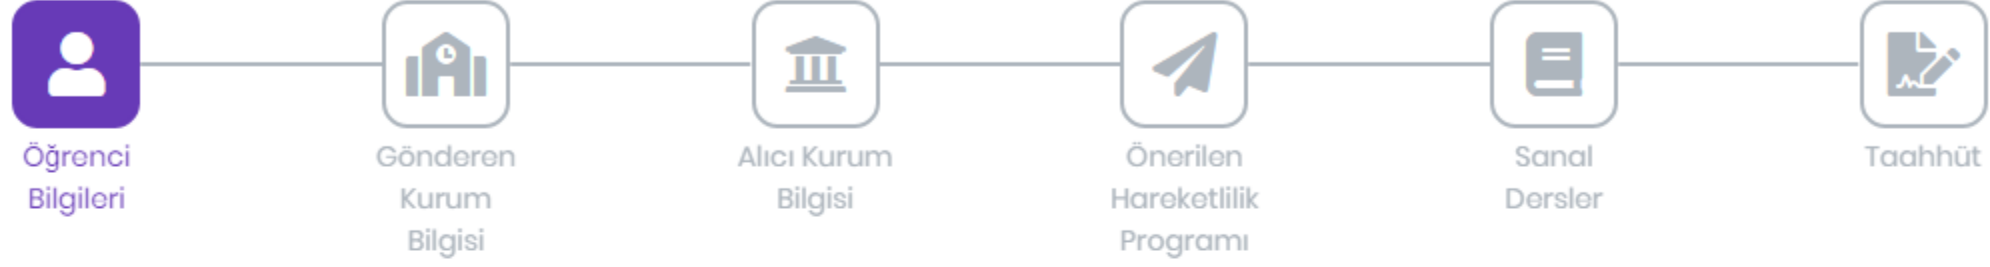 Öğrenci
Bilgileri
Gönderen
Kurum
Bilgisi
Alıcı Kurum
Bilgisi
Önerilen
Hareketlilik
Programı
Sanal
Dersler
Taahhüt